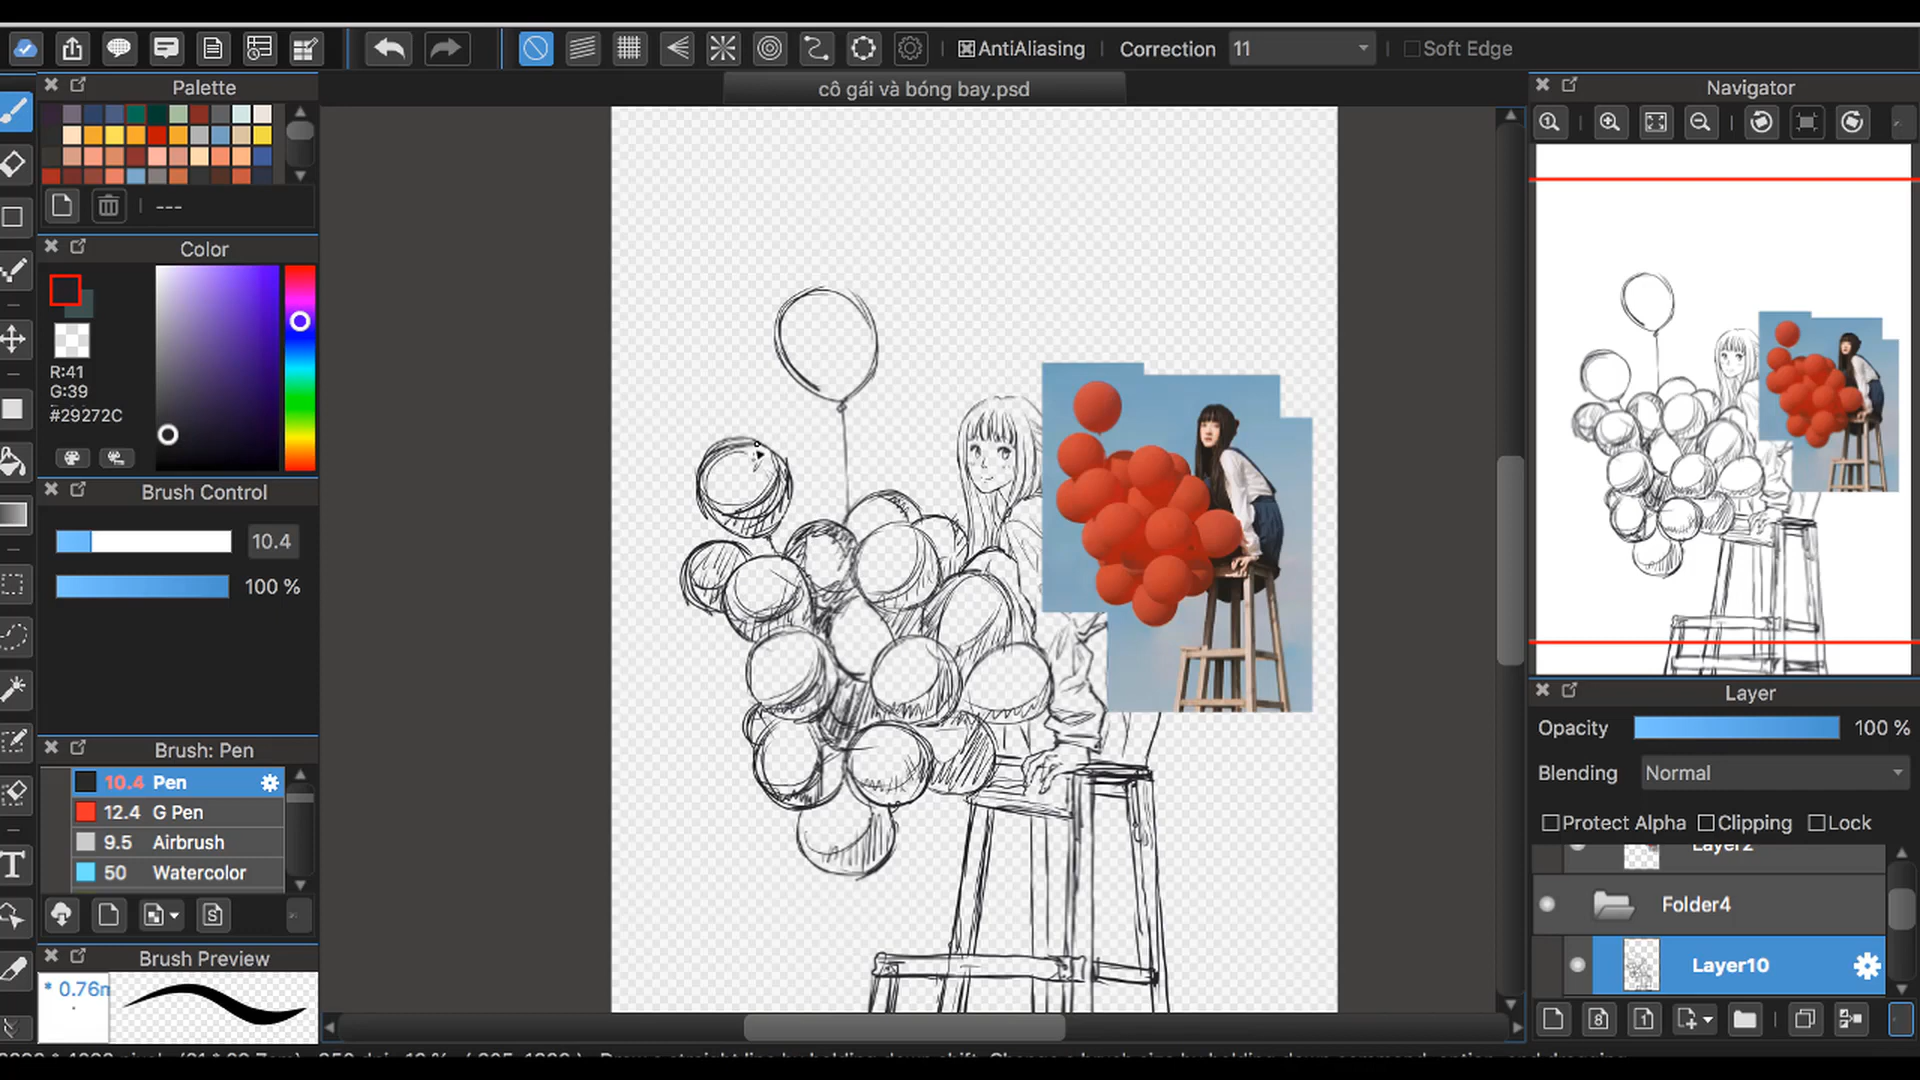 AntiAliasing
Correction
11
Soft Edge
Palette
cô gái và bóng bay.psd
Navigator
---
Color
R:41
G:39
#29272C
Brush Control
10.4
100 %
Brush: Pen
10.4 Pen
12.4 G Pen
9.5 Airbrush
50 Watercolor
Brush Preview
* 0.76m
Layer
Opacity
100 %
Blending
Normal
Protect Alpha
Clipping
Lock
Layer2
Folder4
Layer10